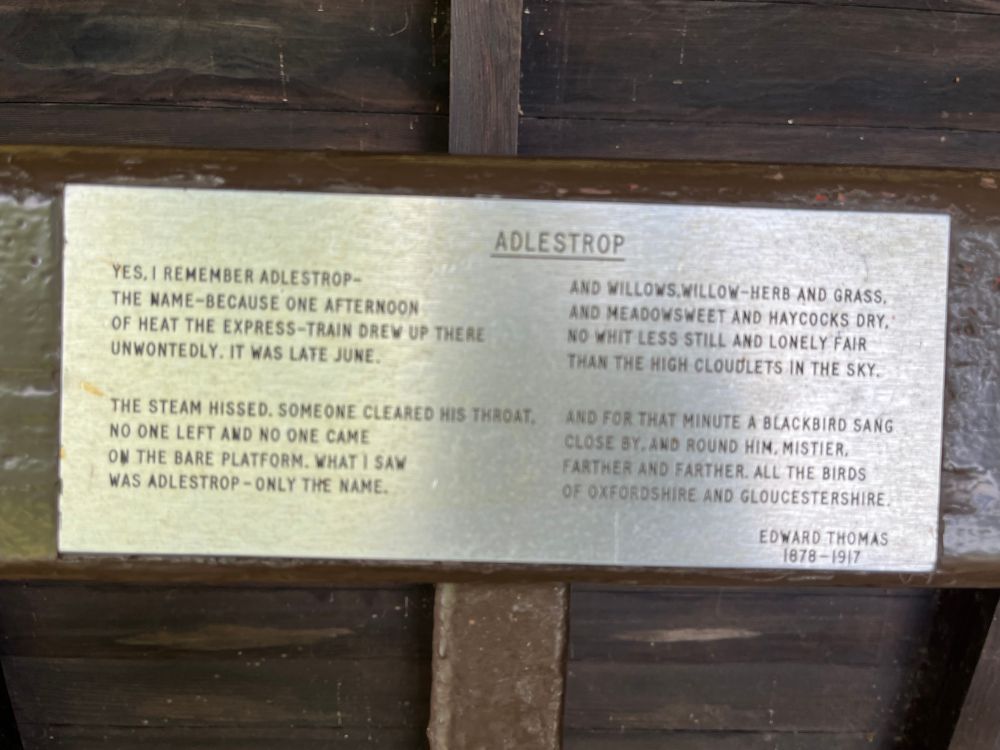 ADLESTROP
YES, I REMEMBER ADLESTROP-
THE NAME-BECAUSE ONE AFTERNOON
OF HEAT THE EXPRESS-TRAIN DREW UP THERE
UNWONTEDLY. IT WAS LATE JUNE.
THE STEAM HISSED. SOMEONE CLEARED HIS THROAT.
NO ONE LEFT AND NO ONE CAME
ON THE BARE PLATFORM. WHAT I SAW
WAS ADLESTROP-ONLY THE NAME.
AND WILLOWS, WILLOW-HERB AND GRASS,
AND MEADOWSWEET AND HAYCOCKS DRY,
NO WHIT LESS STILL AND LONELY FAIR
THAN THE HIGH CLOUDLETS IN THE SKY.
AND FOR THAT MINUTE A BLACKBIRD SANG
CLOSE BY, AND ROUND HIM, MISTIER,
FARTHER AND FARTHER, ALL THE BIRDS
OF OXFORDSHIRE AND GLOUCESTERSHIRE.
EDWARD THOMAS
1878-1917